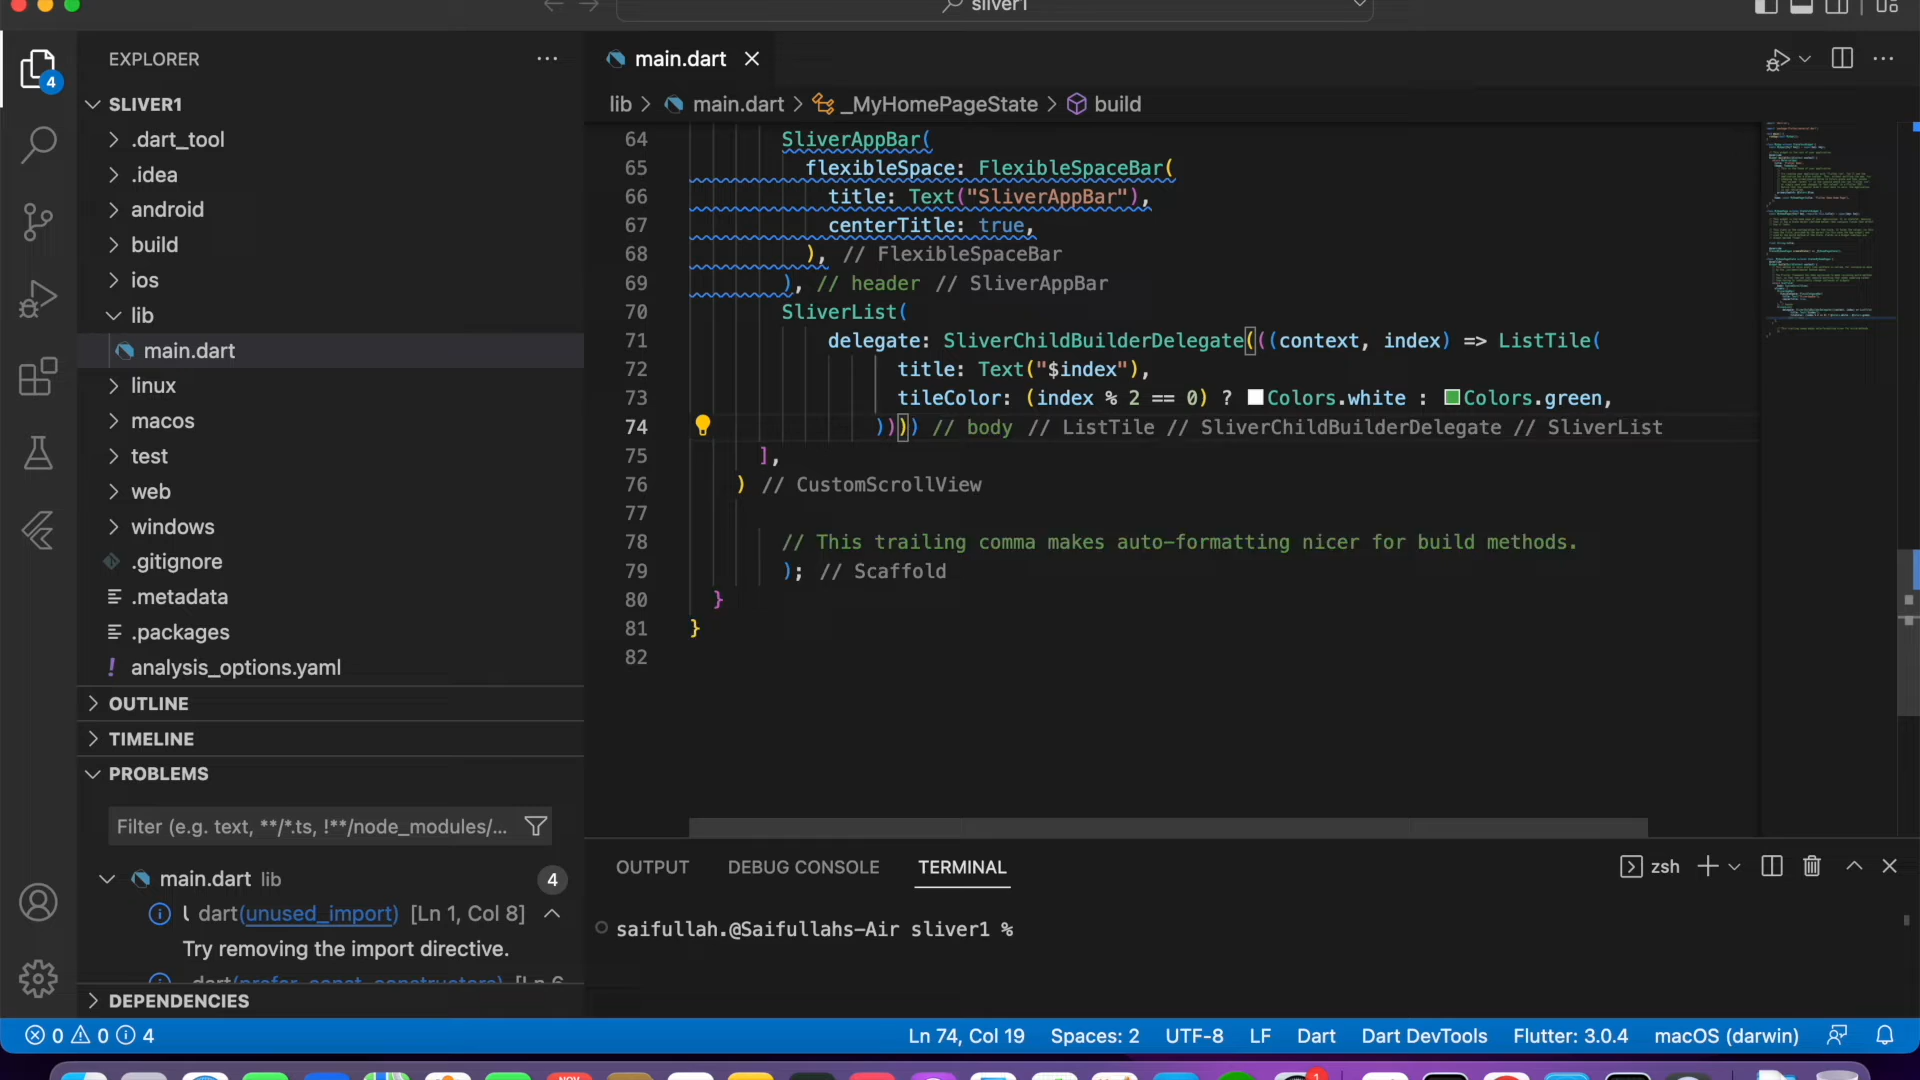 sliver1
EXPLORER
4
SLIVER1
.dart_tool
.idea
android
build
ios
lib
main.dart
linux
macos
test
web
windows
.gitignore
.metadata
.packages
! analysis_options.yaml
OUTLINE
TIMELINE
PROBLEMS
Filter (e.g. text, **/*.ts, !**/node_modules/...
main.dart lib 4
dart(unused_import) [Ln 1, Col 8]
Try removing the import directive.
dart(prefer_const_constructors) [Ln 6
DEPENDENCIES
main.dart
lib > main.dart > _MyHomePageState > build
64 SliverAppBar(
65 flexibleSpace: FlexibleSpaceBar(
66 title: Text("SliverAppBar"),
67 centerTitle: true,
68 ), // FlexibleSpaceBar
69 ), // header // SliverAppBar
70 SliverList(
71 delegate: SliverChildBuilderDelegate(((context, index) => ListTile(
72 title: Text("$index"),
73 tileColor: (index % 2 == 0) ? Colors.white : Colors.green,
74 )))) // body // ListTile // SliverChildBuilderDelegate // SliverList
75 ],
76 ) // CustomScrollView
77
78 // This trailing comma makes auto-formatting nicer for build methods.
79 ); // Scaffold
80 }
81 }
82
OUTPUT DEBUG CONSOLE TERMINAL zsh
saifullah.@Saifullahs-Air sliver1 %
0 0 4 Ln 74, Col 19 Spaces: 2 UTF-8 LF Dart Dart DevTools Flutter: 3.0.4 macOS (darwin)
NOV 1